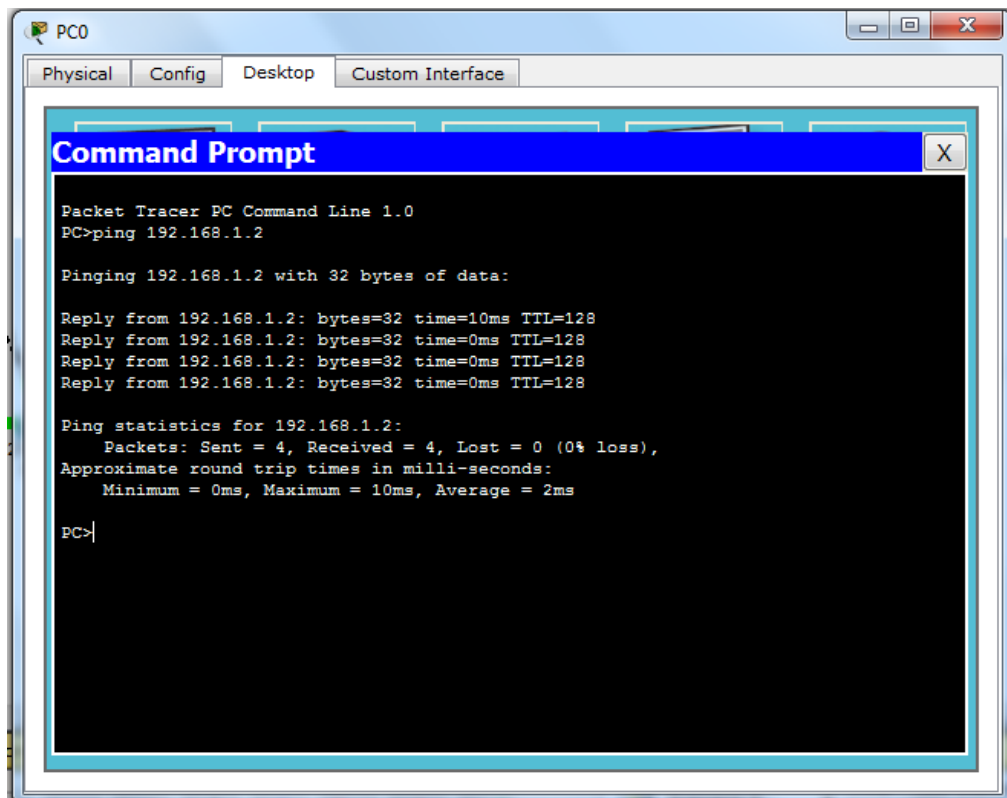 PC0
Physical Config Desktop Custom Interface
Command Prompt
X
Packet Tracer PC Command Line 1.0
PC>ping 192.168.1.2
Pinging 192.168.1.2 with 32 bytes of data:
Reply from 192.168.1.2: bytes=32 time=10ms TTL=128
Reply from 192.168.1.2: bytes=32 time=0ms TTL=128
Reply from 192.168.1.2: bytes=32 time=0ms TTL=128
Reply from 192.168.1.2: bytes=32 time=0ms TTL=128
Ping statistics for 192.168.1.2:
Packets: Sent = 4, Received = 4, Lost = 0 (0% loss),
Approximate round trip times in milli-seconds:
Minimum = 0ms, Maximum = 10ms, Average = 2ms
PC>